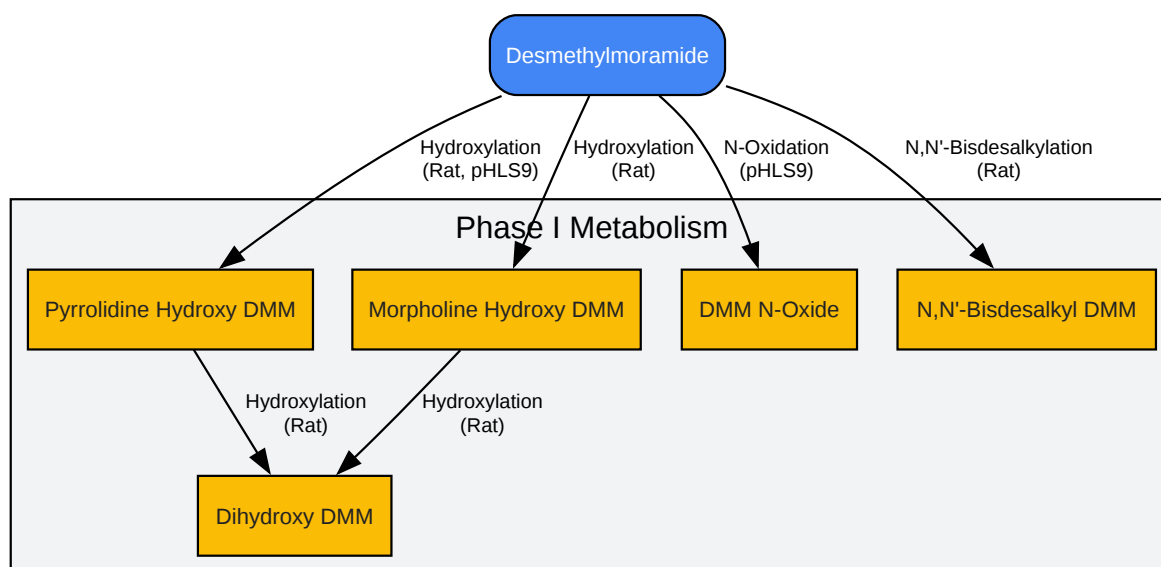 Desmethylmoramide
Hydroxylation
(Rat, pHLS9)
Hydroxylation
(Rat)
N-Oxidation
(pHLS9)
N,N'-Bisdesalkylation
(Rat)
Phase I Metabolism
Pyrrolidine Hydroxy DMM
Morpholine Hydroxy DMM
DMM N-Oxide
N,N'-Bisdesalkyl DMM
Hydroxylation
(Rat)
Hydroxylation
(Rat)
Dihydroxy DMM